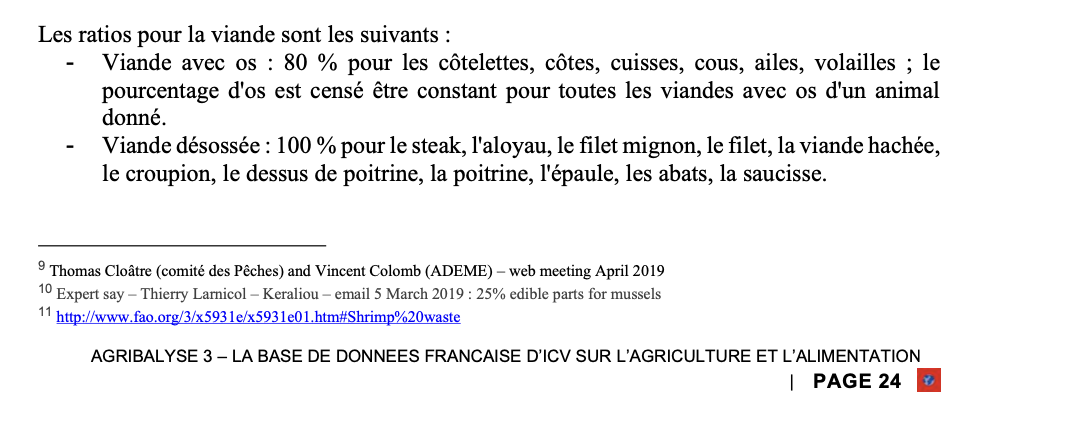 Les ratios pour la viande sont les suivants :
- Viande avec os : 80 % pour les côtelettes, côtes, cuisses, cous, ailes, volailles ; le
pourcentage d'os est censé être constant pour toutes les viandes avec os d'un animal
donné.
- Viande désossée : 100 % pour le steak, l'aloyau, le filet mignon, le filet, la viande hachée,
le croupion, le dessus de poitrine, la poitrine, l'épaule, les abats, la saucisse.
9 Thomas Cloâtre (comité des Pêches) and Vincent Colomb (ADEME) – web meeting April 2019
10 Expert say – Thierry Larnicol – Keraliou – email 5 March 2019 : 25% edible parts for mussels
11 http://www.fao.org/3/x5931e/x5931e01.htm#Shrimp%20waste
AGRIBALYSE 3 – LA BASE DE DONNEES FRANCAISE D'ICV SUR L'AGRICULTURE ET L'ALIMENTATION
| PAGE 24